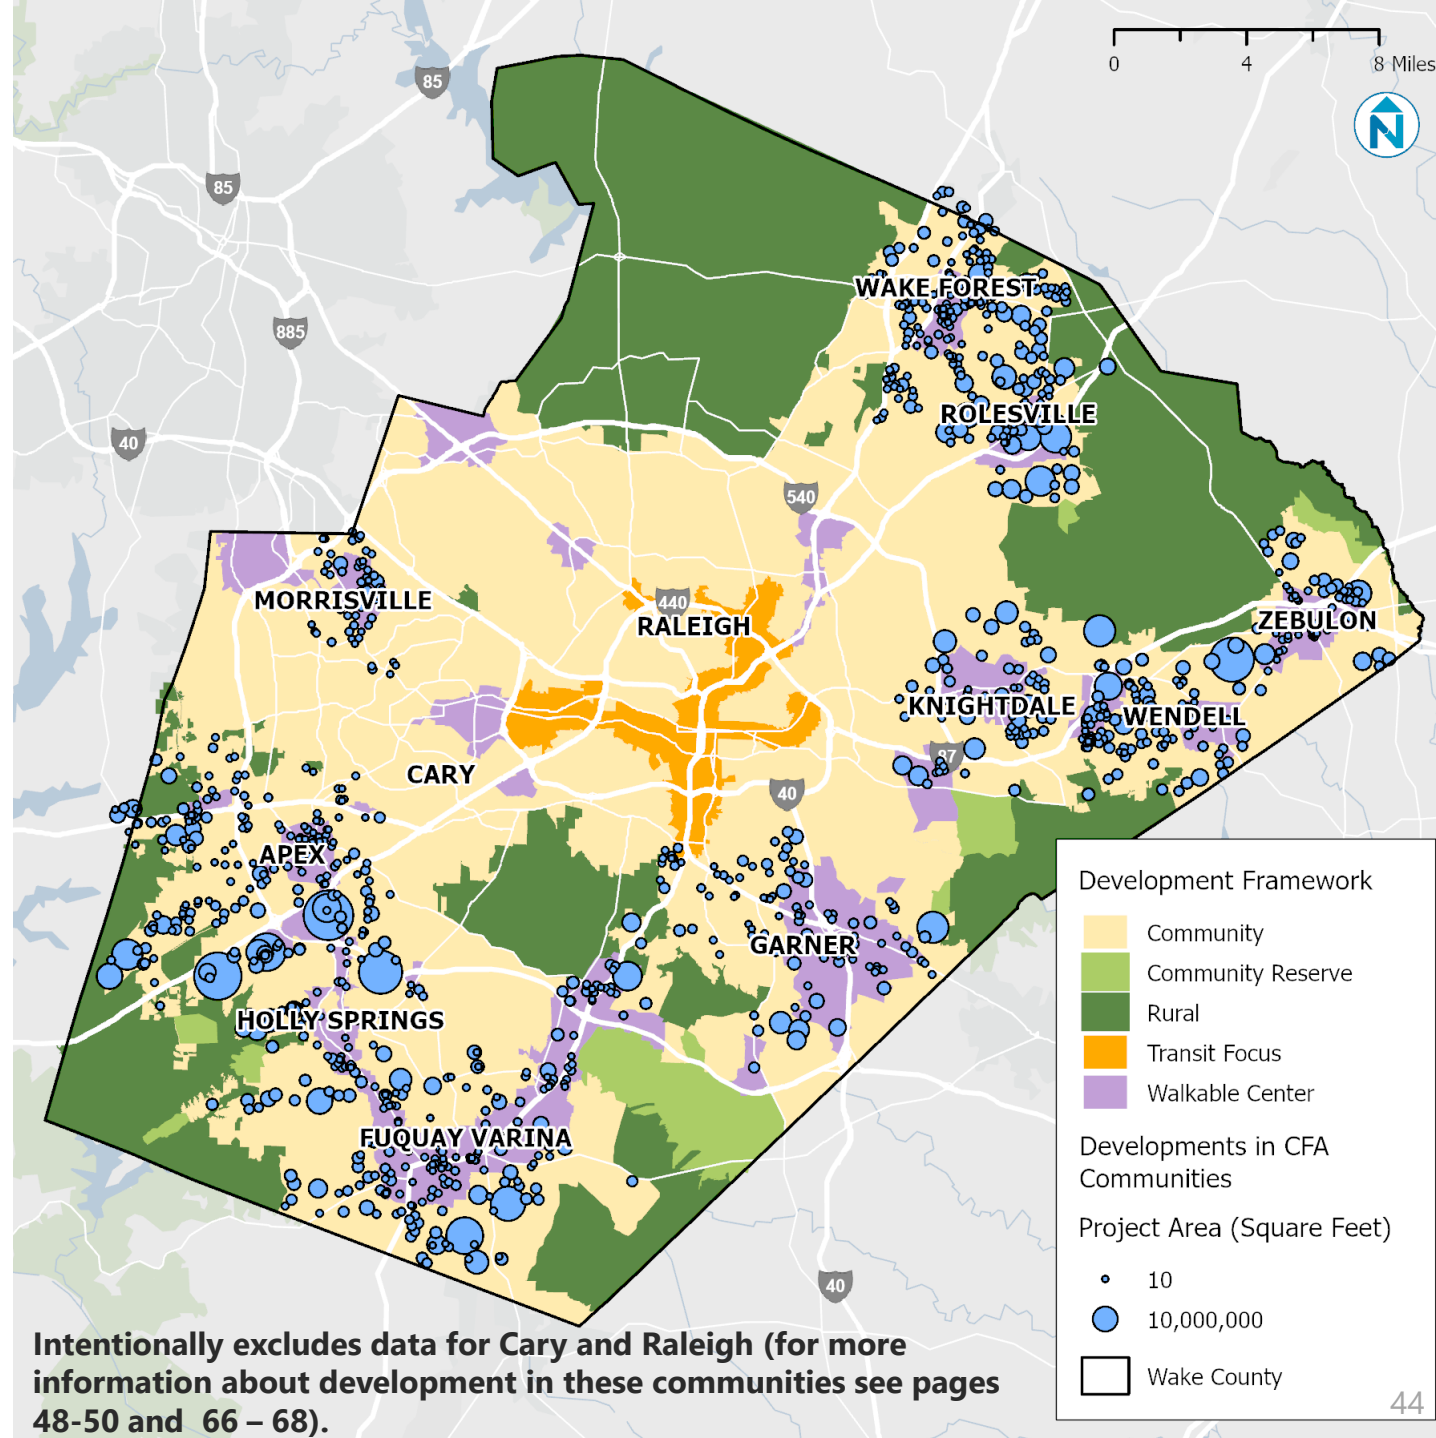 0
4
8 Miles
N
85
85
885
40
WAKE FOREST
ROLESVILLE
540
MORRISVILLE
440
RALEIGH
ZEBULON
KNIGHTDALE
WENDELL
87
CARY
40
APEX
GARNER
HOLLY SPRINGS
FUQUAY VARINA
40
Development Framework
Community
Community Reserve
Rural
Transit Focus
Walkable Center
Developments in CFA
Communities
Project Area (Square Feet)
10
10,000,000
Wake County
44
Intentionally excludes data for Cary and Raleigh (for more
information about development in these communities see pages
48-50 and  66 – 68).